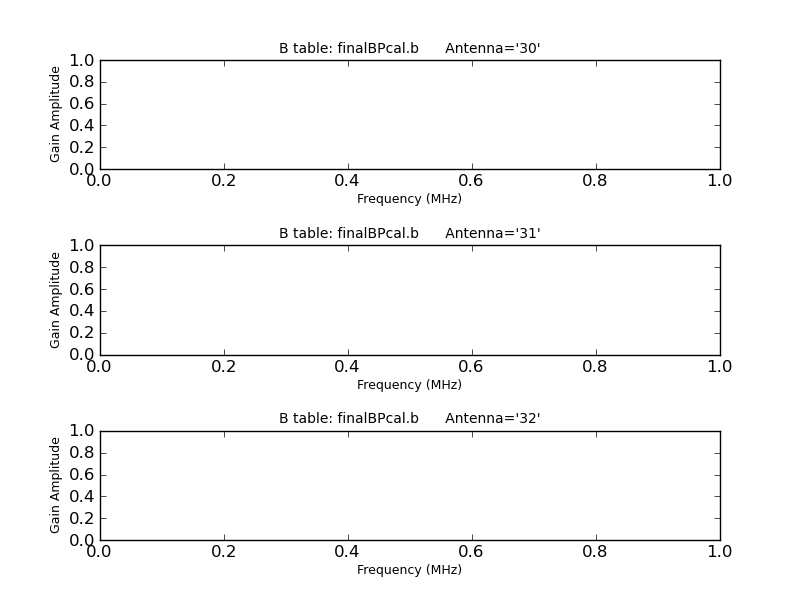 B table: finalBPcal.b      Antenna='30'
1.0
0.8
0.6
0.4
0.2
0.0
Gain Amplitude
0.0 0.2 0.4 0.6 0.8 1.0
Frequency (MHz)
B table: finalBPcal.b      Antenna='31'
1.0
0.8
0.6
0.4
0.2
0.0
Gain Amplitude
0.0 0.2 0.4 0.6 0.8 1.0
Frequency (MHz)
B table: finalBPcal.b      Antenna='32'
1.0
0.8
0.6
0.4
0.2
0.0
Gain Amplitude
0.0 0.2 0.4 0.6 0.8 1.0
Frequency (MHz)